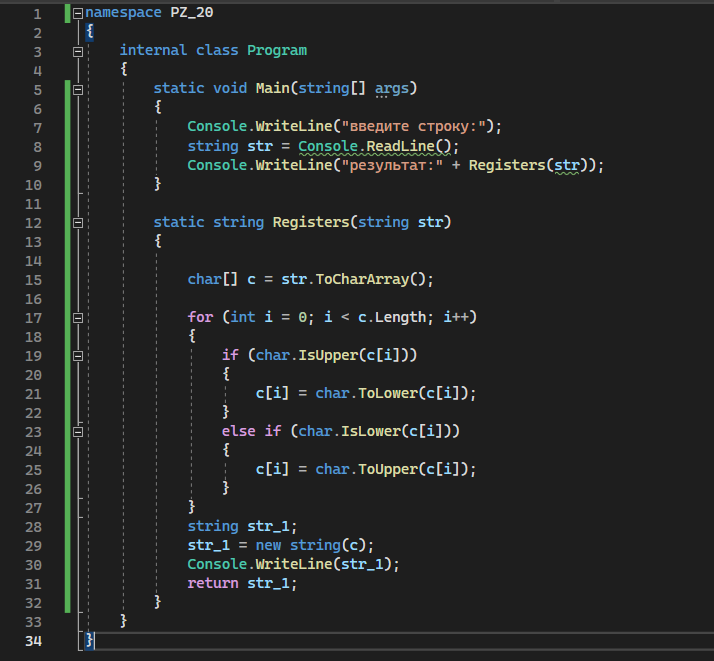 1 namespace PZ_20
2 {
3 internal class Program
4 {
5 static void Main(string[] args)
6 {
7 Console.WriteLine("введите строку:");
8 string str = Console.ReadLine();
9 Console.WriteLine("результат:" + Registers(str));
10 }
11
12 static string Registers(string str)
13 {
14
15 char[] c = str.ToCharArray();
16
17 for (int i = 0; i < c.Length; i++)
18 {
19 if (char.IsUpper(c[i]))
20 {
21 c[i] = char.ToLower(c[i]);
22 }
23 else if (char.IsLower(c[i]))
24 {
25 c[i] = char.ToUpper(c[i]);
26 }
27 }
28 string str_1;
29 str_1 = new string(c);
30 Console.WriteLine(str_1);
31 return str_1;
32 }
33 }
34 }